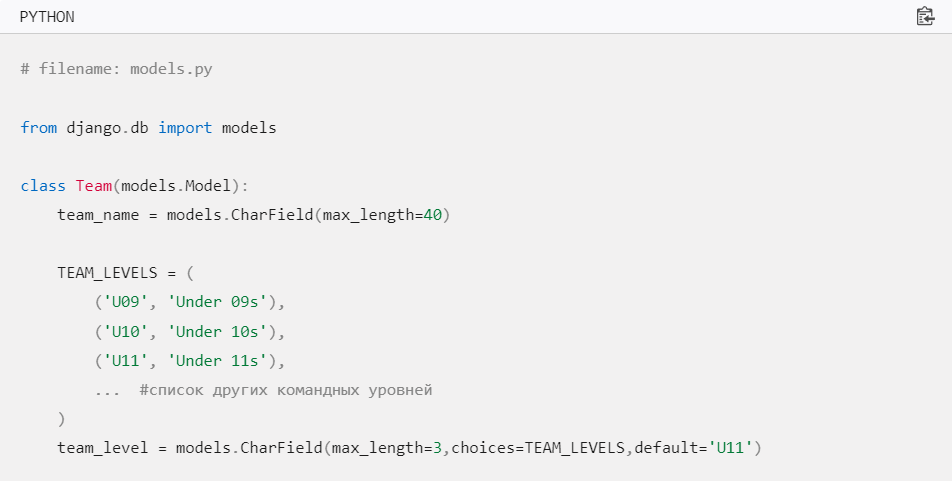 PYTHON
# filename: models.py
from django.db import models
class Team(models.Model):
    team_name = models.CharField(max_length=40)
    TEAM_LEVELS = (
        ('U09', 'Under 09s'),
        ('U10', 'Under 10s'),
        ('U11', 'Under 11s'),
        ...  #список других командных уровней
    )
    team_level = models.CharField(max_length=3,choices=TEAM_LEVELS,default='U11')